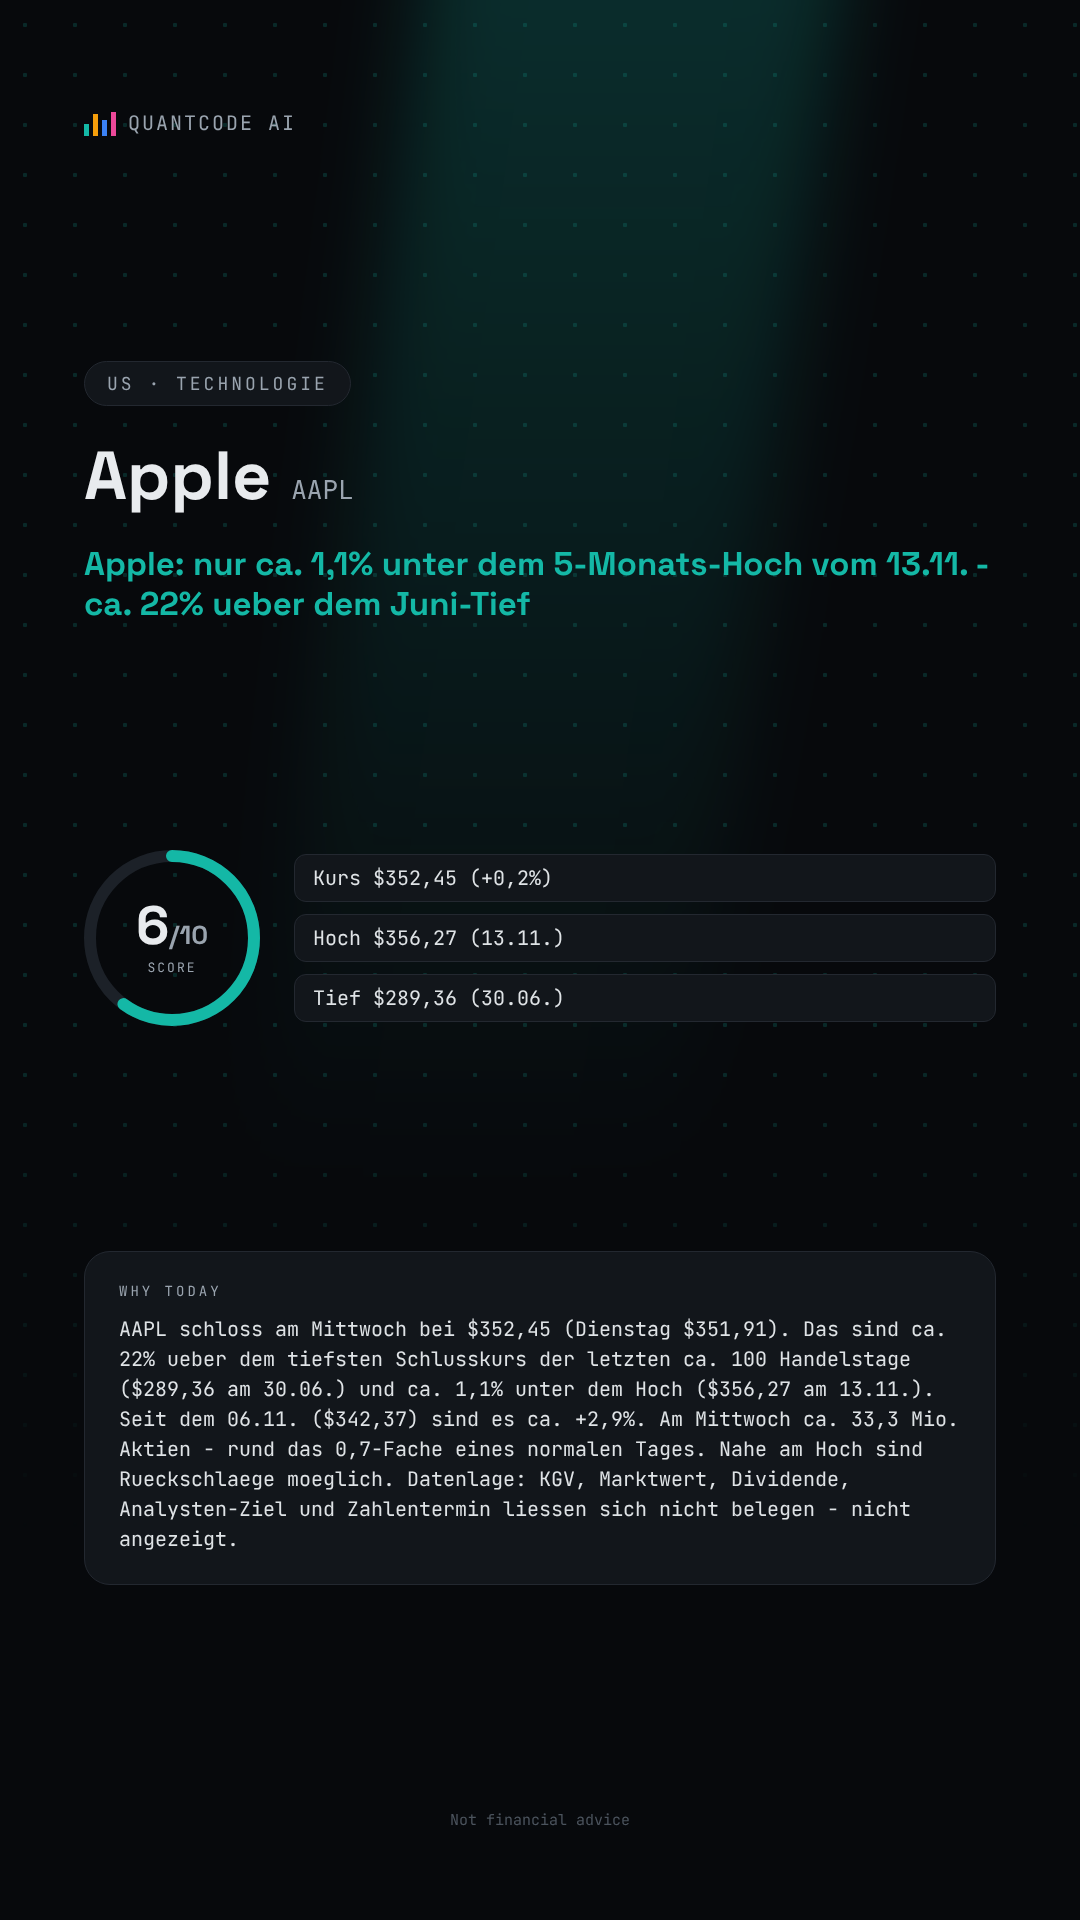 QUANTCODE AI
US · TECHNOLOGIE
Apple AAPL
Apple: nur ca. 1,1% unter dem 5-Monats-Hoch vom 13.11. -
ca. 22% ueber dem Juni-Tief
6/10
SCORE
Kurs $352,45 (+0,2%)
Hoch $356,27 (13.11.)
Tief $289,36 (30.06.)
WHY TODAY
AAPL schloss am Mittwoch bei $352,45 (Dienstag $351,91). Das sind ca.
22% ueber dem tiefsten Schlusskurs der letzten ca. 100 Handelstage
($289,36 am 30.06.) und ca. 1,1% unter dem Hoch ($356,27 am 13.11.).
Seit dem 06.11. ($342,37) sind es ca. +2,9%. Am Mittwoch ca. 33,3 Mio.
Aktien - rund das 0,7-Fache eines normalen Tages. Nahe am Hoch sind
Rueckschlaege moeglich. Datenlage: KGV, Marktwert, Dividende,
Analysten-Ziel und Zahlentermin liessen sich nicht belegen - nicht
angezeigt.
Not financial advice